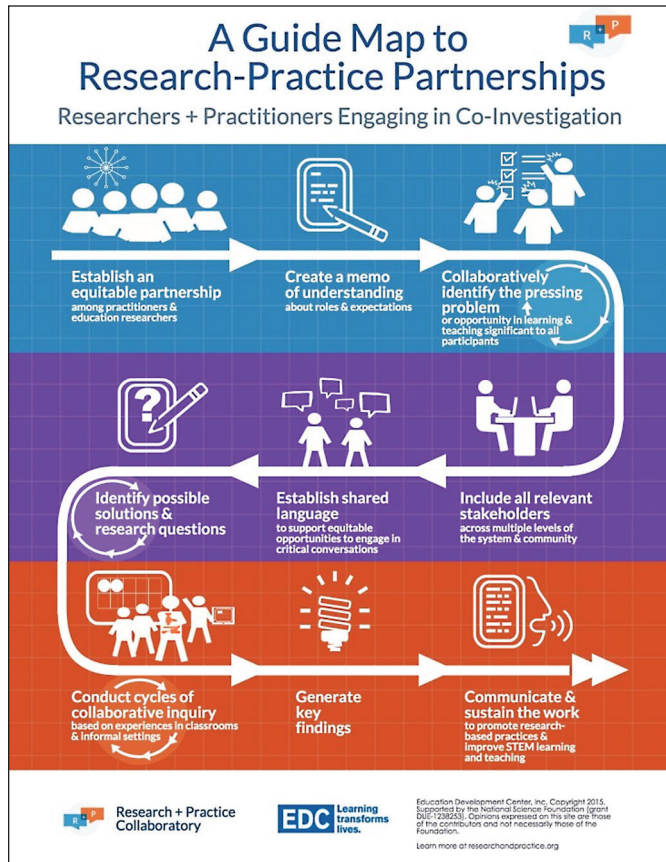 A Guide Map to
R + P
Research-Practice Partnerships
Researchers + Practitioners Engaging in Co-Investigation
Establish an
equitable partnership
among practitioners &
education researchers
Create a memo
of understanding
about roles & expectations
Collaboratively
identify the pressing
problem
or opportunity in learning &
teaching significant to all
participants
Include all relevant
stakeholders
across multiple levels of
the system & community
Establish shared
language
to support equitable
opportunities to engage in
critical conversations
?
Identify possible
solutions &
research questions
Conduct cycles of
collaborative inquiry
based on experiences in classrooms
& informal settings
Generate
key
findings
Communicate &
sustain the work
to promote research-
based practices &
improve STEM learning
and teaching
R + P
Research + Practice
Collaboratory
EDC
Learning
transforms
lives.
Education Development Center, Inc. Copyright 2015.
Supported by the National Science Foundation (grant
DUE-1238253). Opinions expressed on this site are those
of the contributors and not necessarily those of the
Foundation.
Learn more at researchandpractice.org